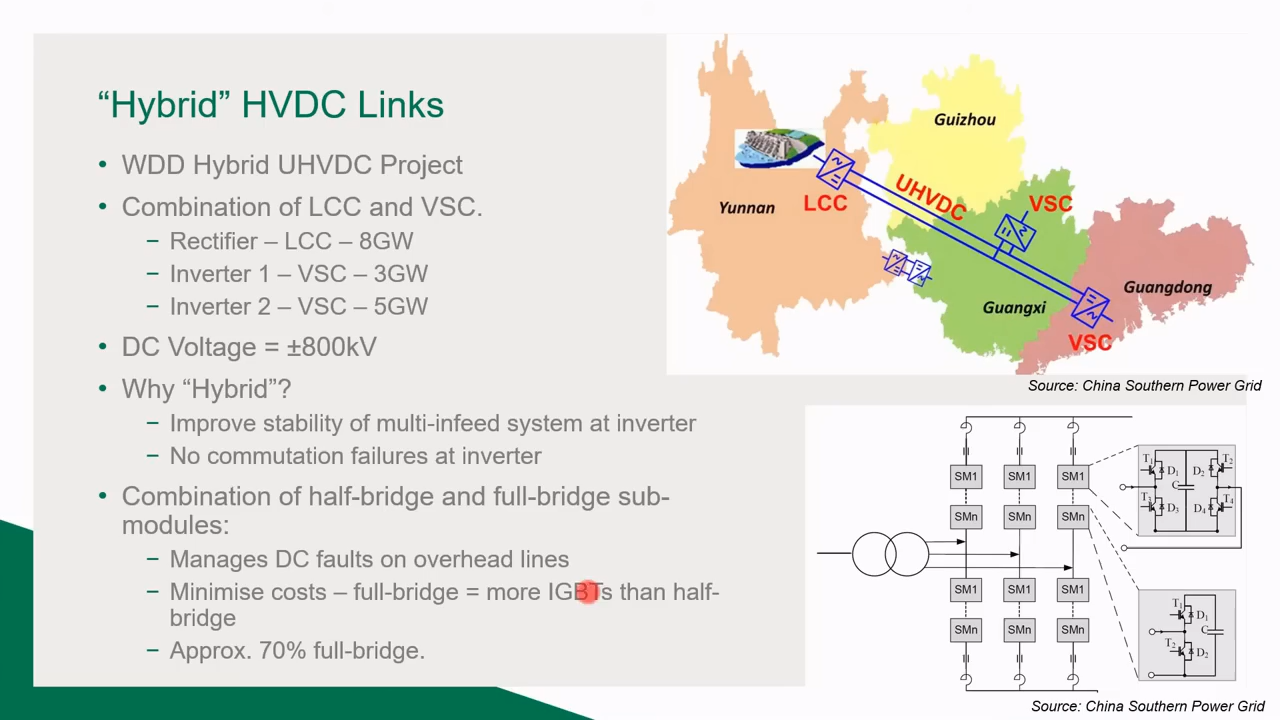 “Hybrid” HVDC Links
• WDD Hybrid UHVDC Project
• Combination of LCC and VSC.
− Rectifier – LCC – 8GW
− Inverter 1 – VSC – 3GW
− Inverter 2 – VSC – 5GW
• DC Voltage = ±800kV
• Why “Hybrid”?
− Improve stability of multi-infeed system at inverter
− No commutation failures at inverter
• Combination of half-bridge and full-bridge sub-
modules:
− Manages DC faults on overhead lines
− Minimise costs – full-bridge = more IGBTs than half-
bridge
− Approx. 70% full-bridge.
Guizhou
Yunnan
LCC
UHVDC
VSC
Guangxi
Guangdong
VSC
Source: China Southern Power Grid
SM1 SM1 SM1
SMn SMn SMn
SM1 SM1 SM1
SMn SMn SMn
T1 D1 D2 T2
C
T3 D3 D4 T4
T1 D1
C
T2 D2
Source: China Southern Power Grid